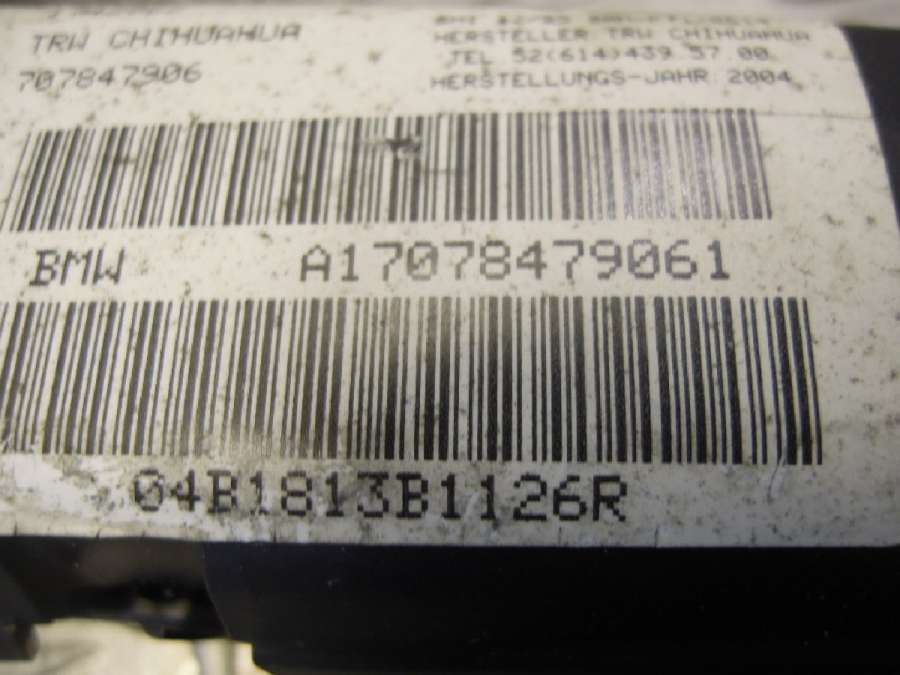 TRW CHIHUAHUA
707847906
HERSTELLER TRW CHIHUAHUA
TEL 52(614)439 57 00
HERSTELLUNGS-JAHR 2004
BMW A17078479061
04B1813B1126R